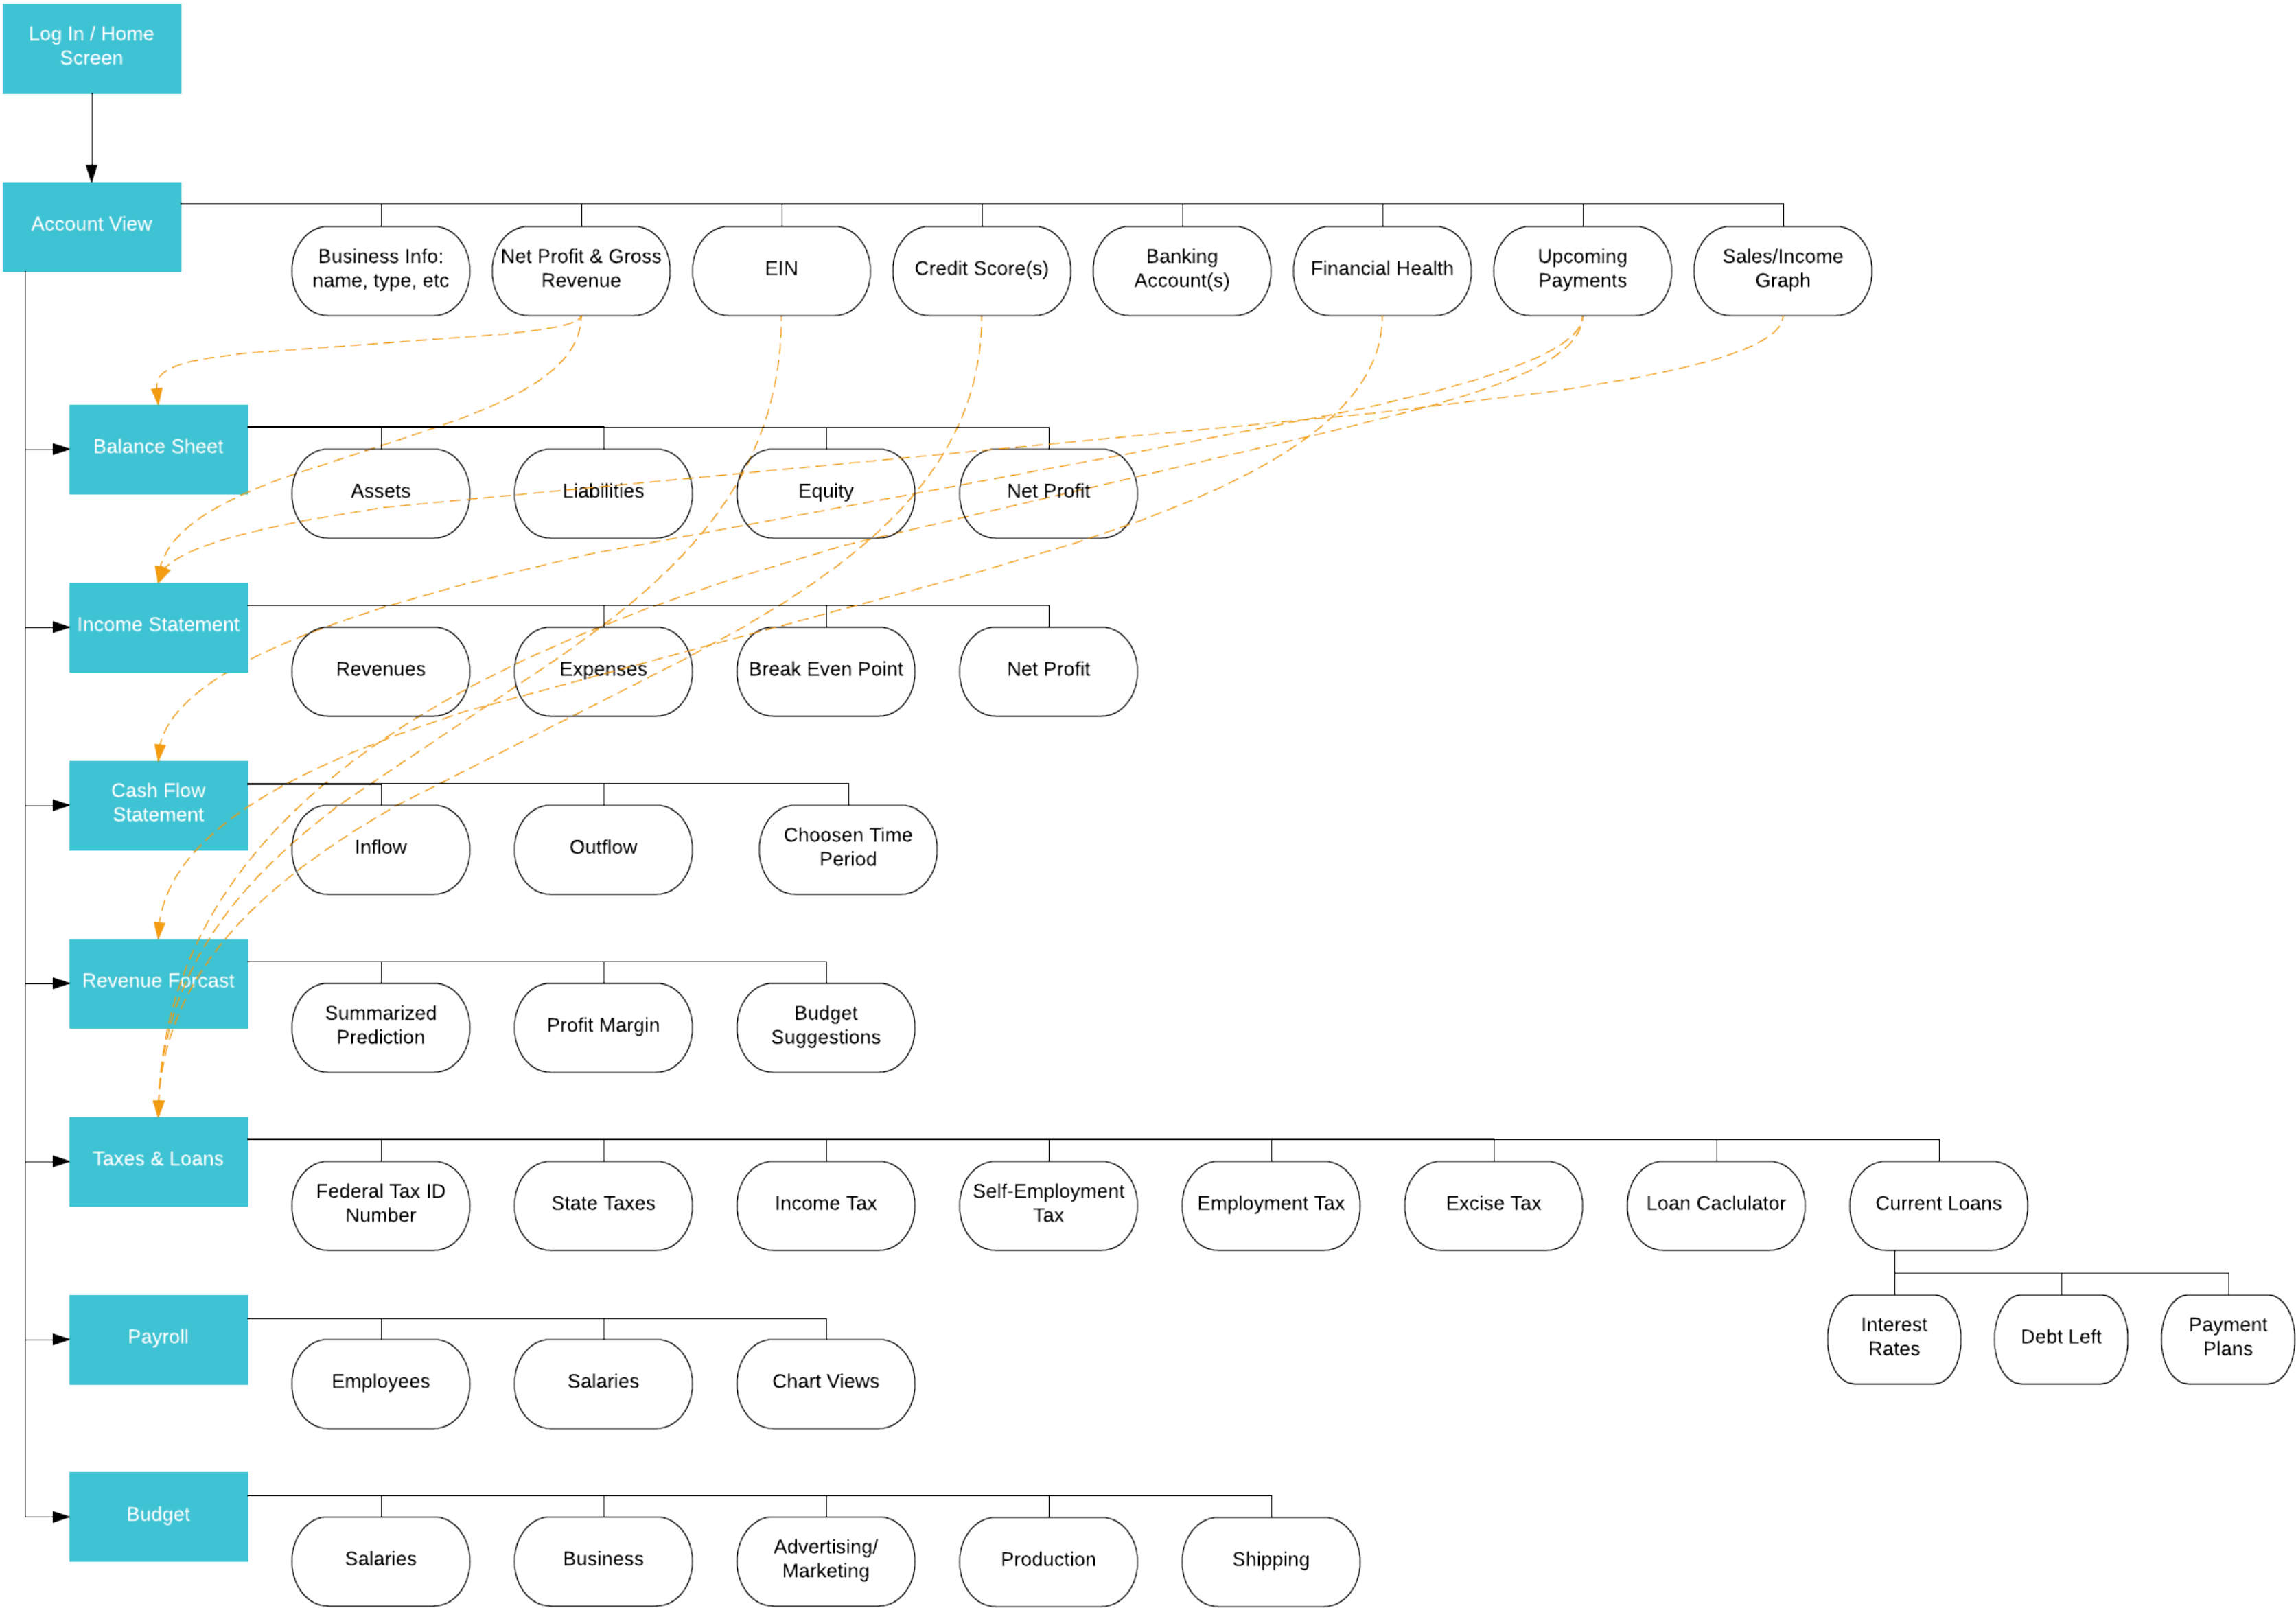 Log In / Home
Screen
Account View
Business Info:
name, type, etc
Net Profit & Gross
Revenue
EIN
Credit Score(s)
Banking
Account(s)
Financial Health
Upcoming
Payments
Sales/Income
Graph
Balance Sheet
Assets
Liabilities
Equity
Net Profit
Income Statement
Revenues
Expenses
Break Even Point
Net Profit
Cash Flow
Statement
Inflow
Outflow
Choosen Time
Period
Revenue Forcast
Summarized
Prediction
Profit Margin
Budget
Suggestions
Taxes & Loans
Federal Tax ID
Number
State Taxes
Income Tax
Self-Employment
Tax
Employment Tax
Excise Tax
Loan Caclulator
Current Loans
Interest
Rates
Debt Left
Payment
Plans
Payroll
Employees
Salaries
Chart Views
Budget
Salaries
Business
Advertising/
Marketing
Production
Shipping